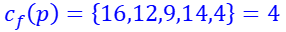 c_f(p) = {16,12,9,14,4} = 4